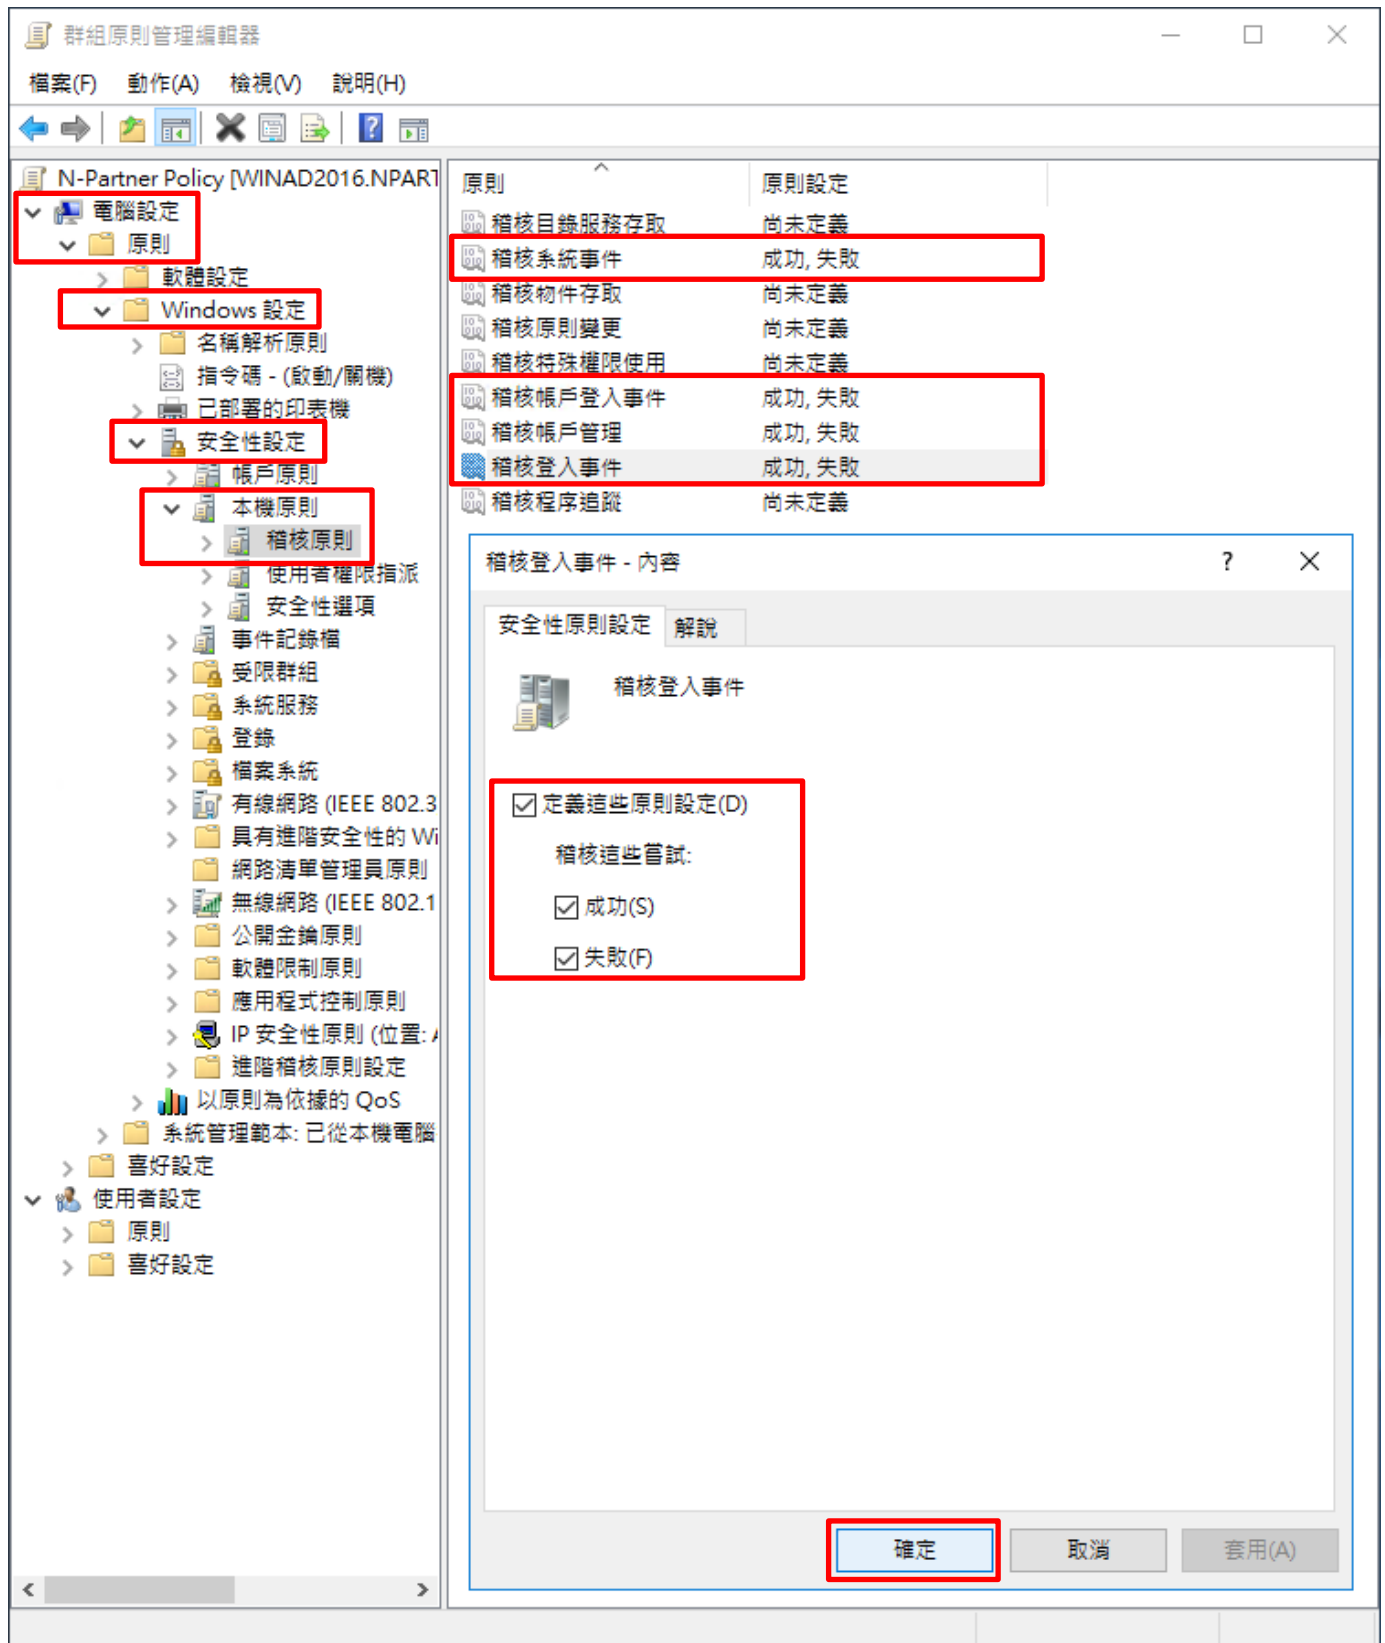 群組原則管理編輯器
檔案(F) 動作(A) 檢視(V) 說明(H)
N-Partner Policy [WINAD2016.NPART
電腦設定
原則
軟體設定
Windows 設定
名稱解析原則
指令碼 - (啟動/關機)
已部署的印表機
安全性設定
帳戶原則
本機原則
稽核原則
使用者權限指派
安全性選項
事件記錄檔
受限群組
系統服務
登錄
檔案系統
有線網路 (IEEE 802.3
具有進階安全性的 Wi
網路清單管理員原則
無線網路 (IEEE 802.1
公開金鑰原則
軟體限制原則
應用程式控制原則
IP 安全性原則 (位置: A
進階稽核原則設定
以原則為依據的 QoS
系統管理範本: 已從本機電腦
喜好設定
使用者設定
原則
喜好設定
原則 原則設定
稽核目錄服務存取 尚未定義
稽核系統事件 成功, 失敗
稽核物件存取 尚未定義
稽核原則變更 尚未定義
稽核特殊權限使用 尚未定義
稽核帳戶登入事件 成功, 失敗
稽核帳戶管理 成功, 失敗
稽核登入事件 成功, 失敗
稽核程序追蹤 尚未定義
稽核登入事件 - 內容 ?
安全性原則設定 解說
稽核登入事件
定義這些原則設定(D)
稽核這些嘗試:
成功(S)
失敗(F)
確定 取消 套用(A)